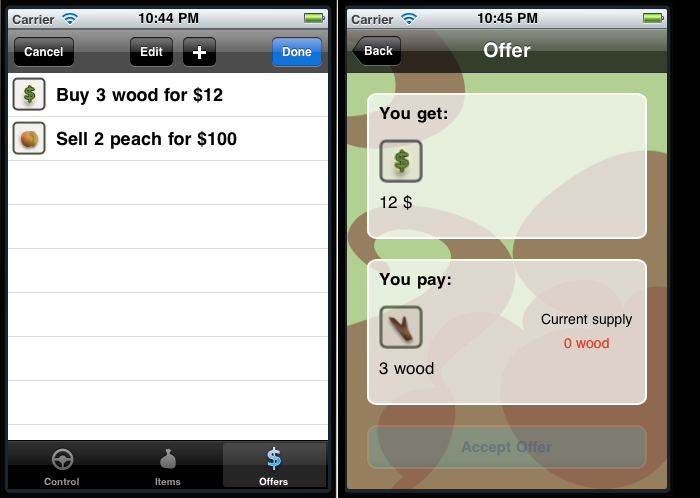 Carrier 10:44 PM
Cancel Edit + Done
$ Buy 3 wood for $12
Sell 2 peach for $100
$
Control Items Offers
Carrier 10:45 PM
Back Offer
You get:
$
12 $
You pay:
Current supply
0 wood
3 wood
Accept Offer